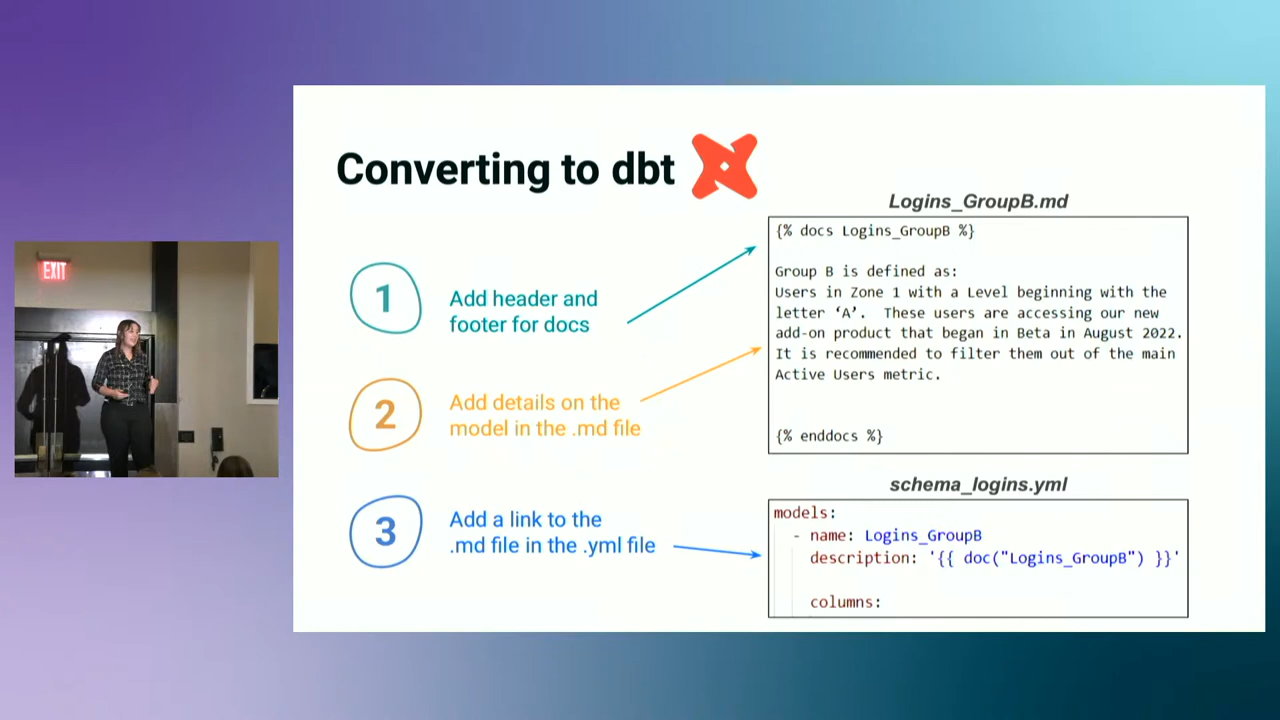 EXIT
Converting to dbt
1
Add header and
footer for docs
2
Add details on the
model in the .md file
3
Add a link to the
.md file in the .yml file
Logins_GroupB.md
{% docs Logins_GroupB %}
Group B is defined as:
Users in Zone 1 with a Level beginning with the
letter ‘A’.  These users are accessing our new
add-on product that began in Beta in August 2022.
It is recommended to filter them out of the main
Active Users metric.
{% enddocs %}
schema_logins.yml
models:
- name: Logins_GroupB
description: '{{ doc("Logins_GroupB") }}'
columns: